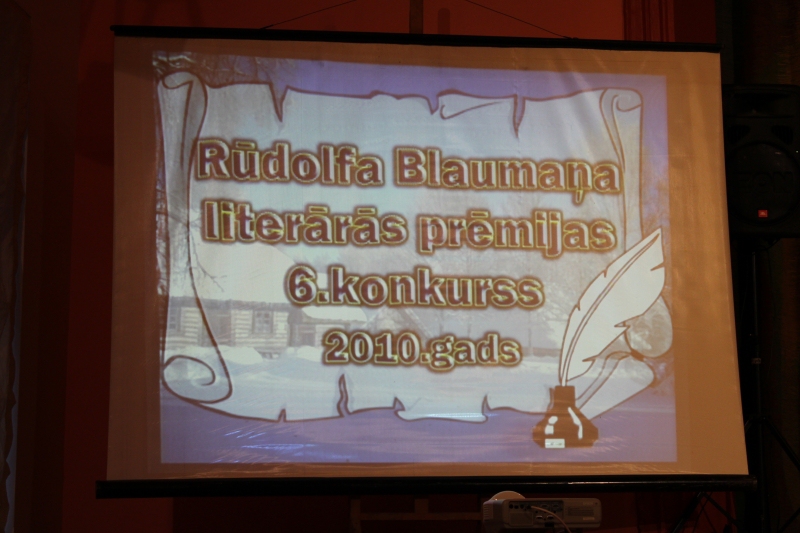 Rūdolfa Blaumaņa
literārās prēmijas
6.konkurss
2010.gads